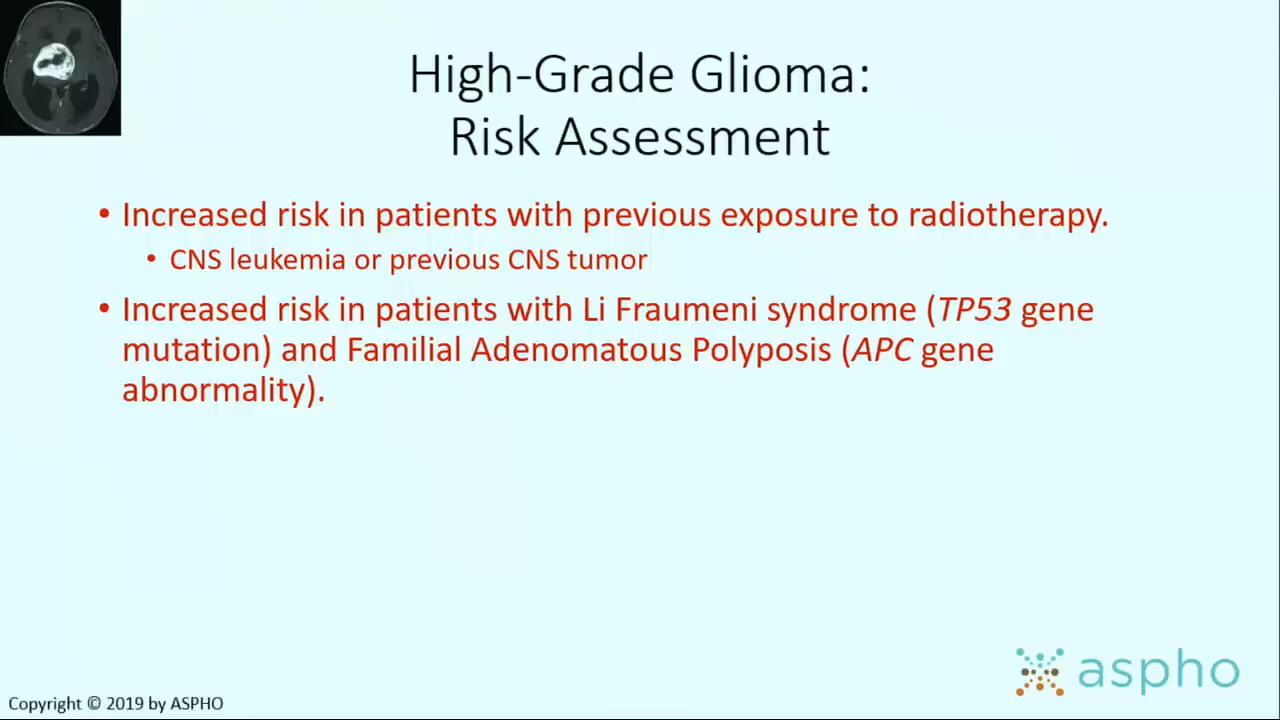 High-Grade Glioma:
Risk Assessment
• Increased risk in patients with previous exposure to radiotherapy.
• CNS leukemia or previous CNS tumor
• Increased risk in patients with Li Fraumeni syndrome (TP53 gene
mutation) and Familial Adenomatous Polyposis (APC gene
abnormality).
aspho
Copyright © 2019 by ASPHO